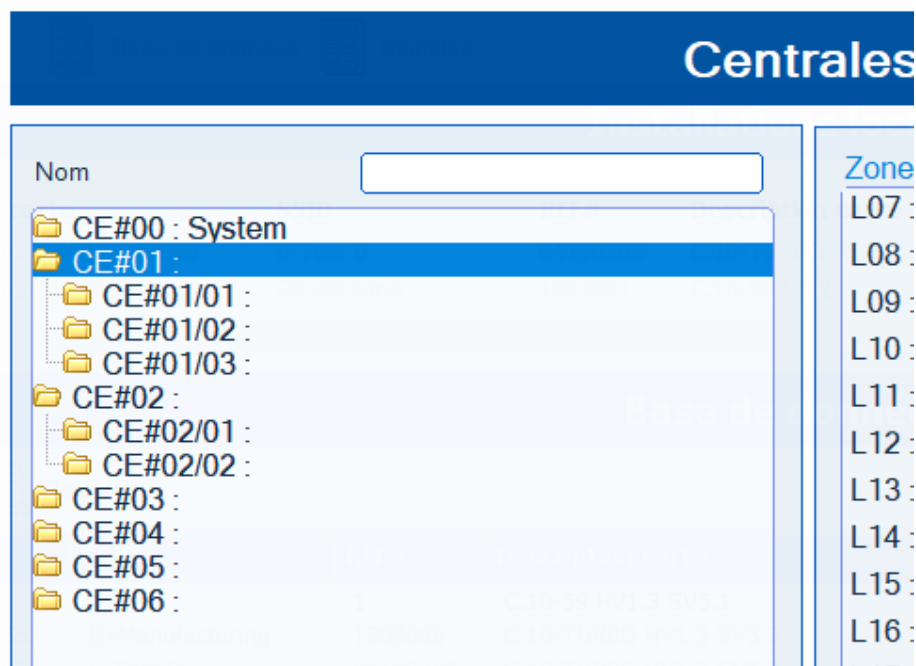 Centrales
Nom
CE#00 : System
CE#01 :
CE#01/01 :
CE#01/02 :
CE#01/03 :
CE#02 :
CE#02/01 :
CE#02/02 :
CE#03 :
CE#04 :
CE#05 :
CE#06 :
Zone
L07 :
L08 :
L09 :
L10 :
L11 :
L12 :
L13 :
L14 :
L15 :
L16 :